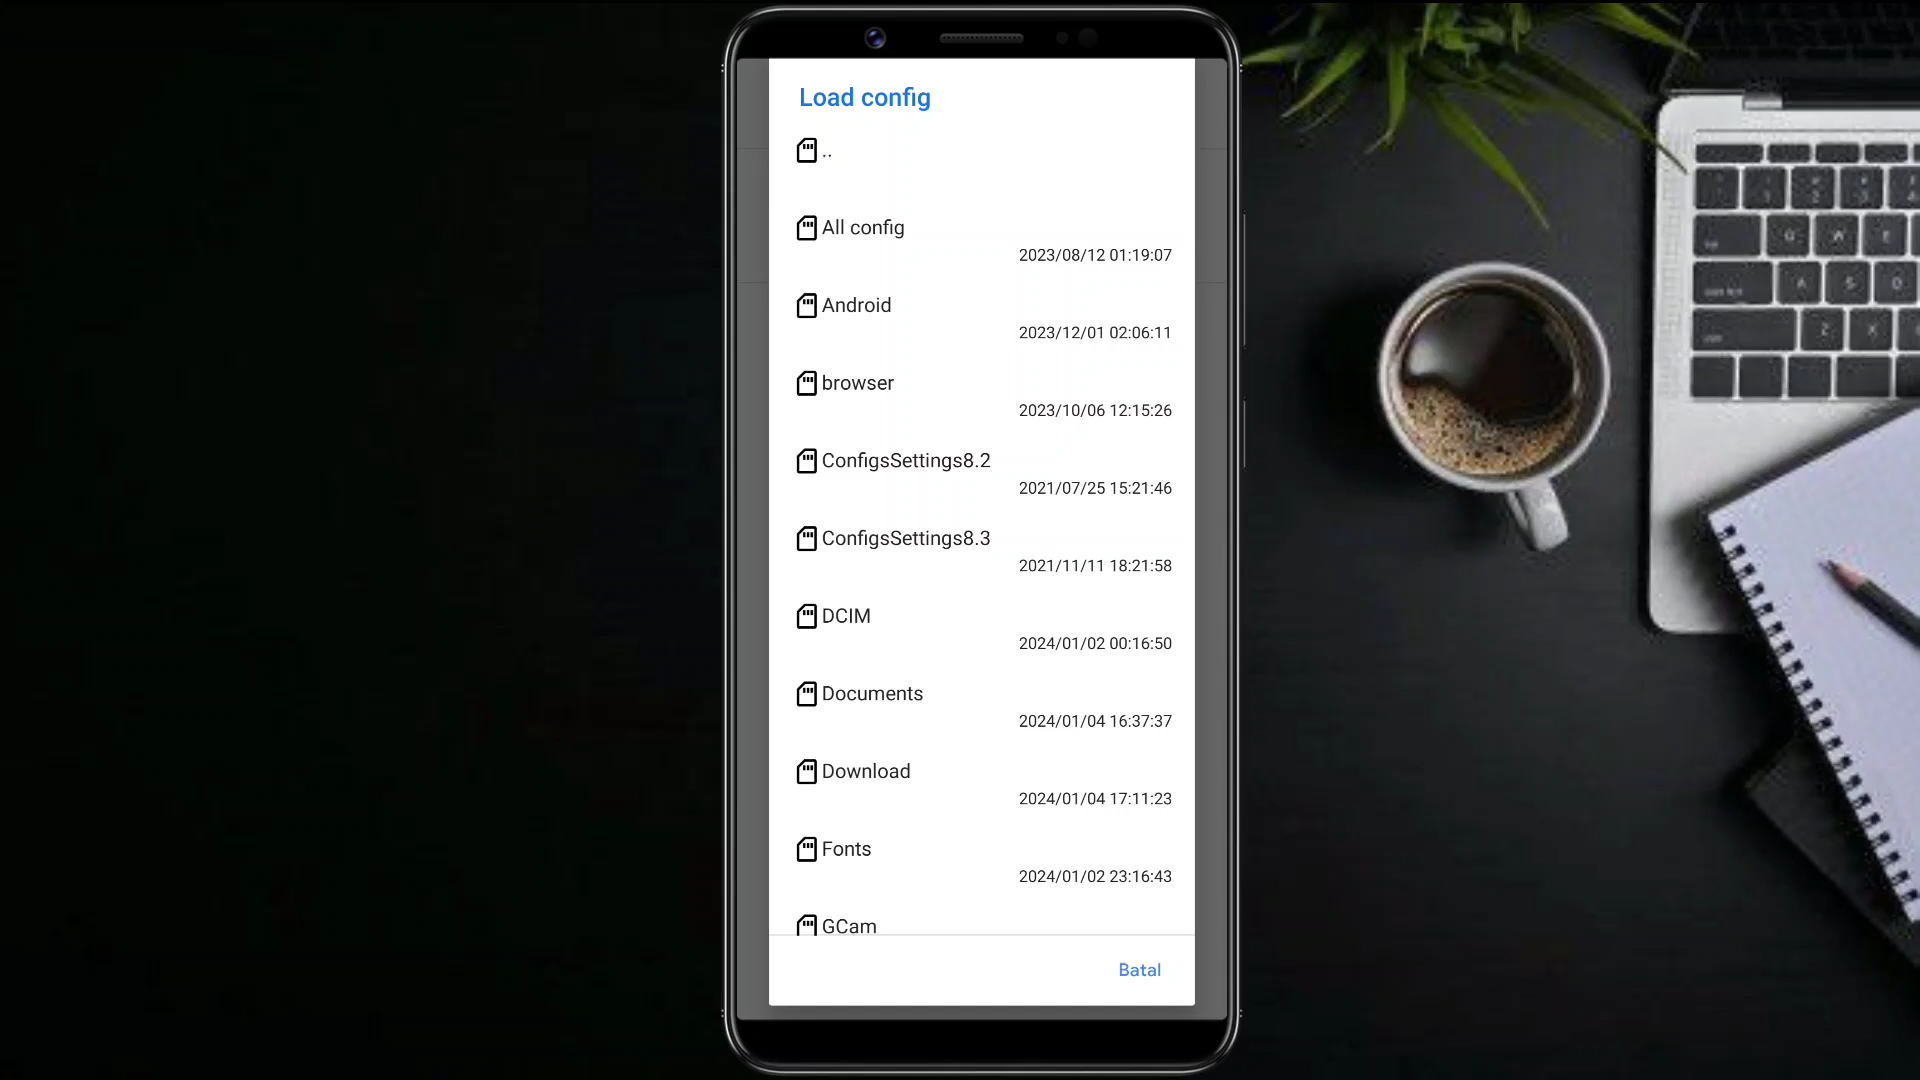 Load config
..
All config
2023/08/12 01:19:07
Android
2023/12/01 02:06:11
browser
2023/10/06 12:15:26
ConfigsSettings8.2
2021/07/25 15:21:46
ConfigsSettings8.3
2021/11/11 18:21:58
DCIM
2024/01/02 00:16:50
Documents
2024/01/04 16:37:37
Download
2024/01/04 17:11:23
Fonts
2024/01/02 23:16:43
GCam
Batal
Q W E
A S D
Z X